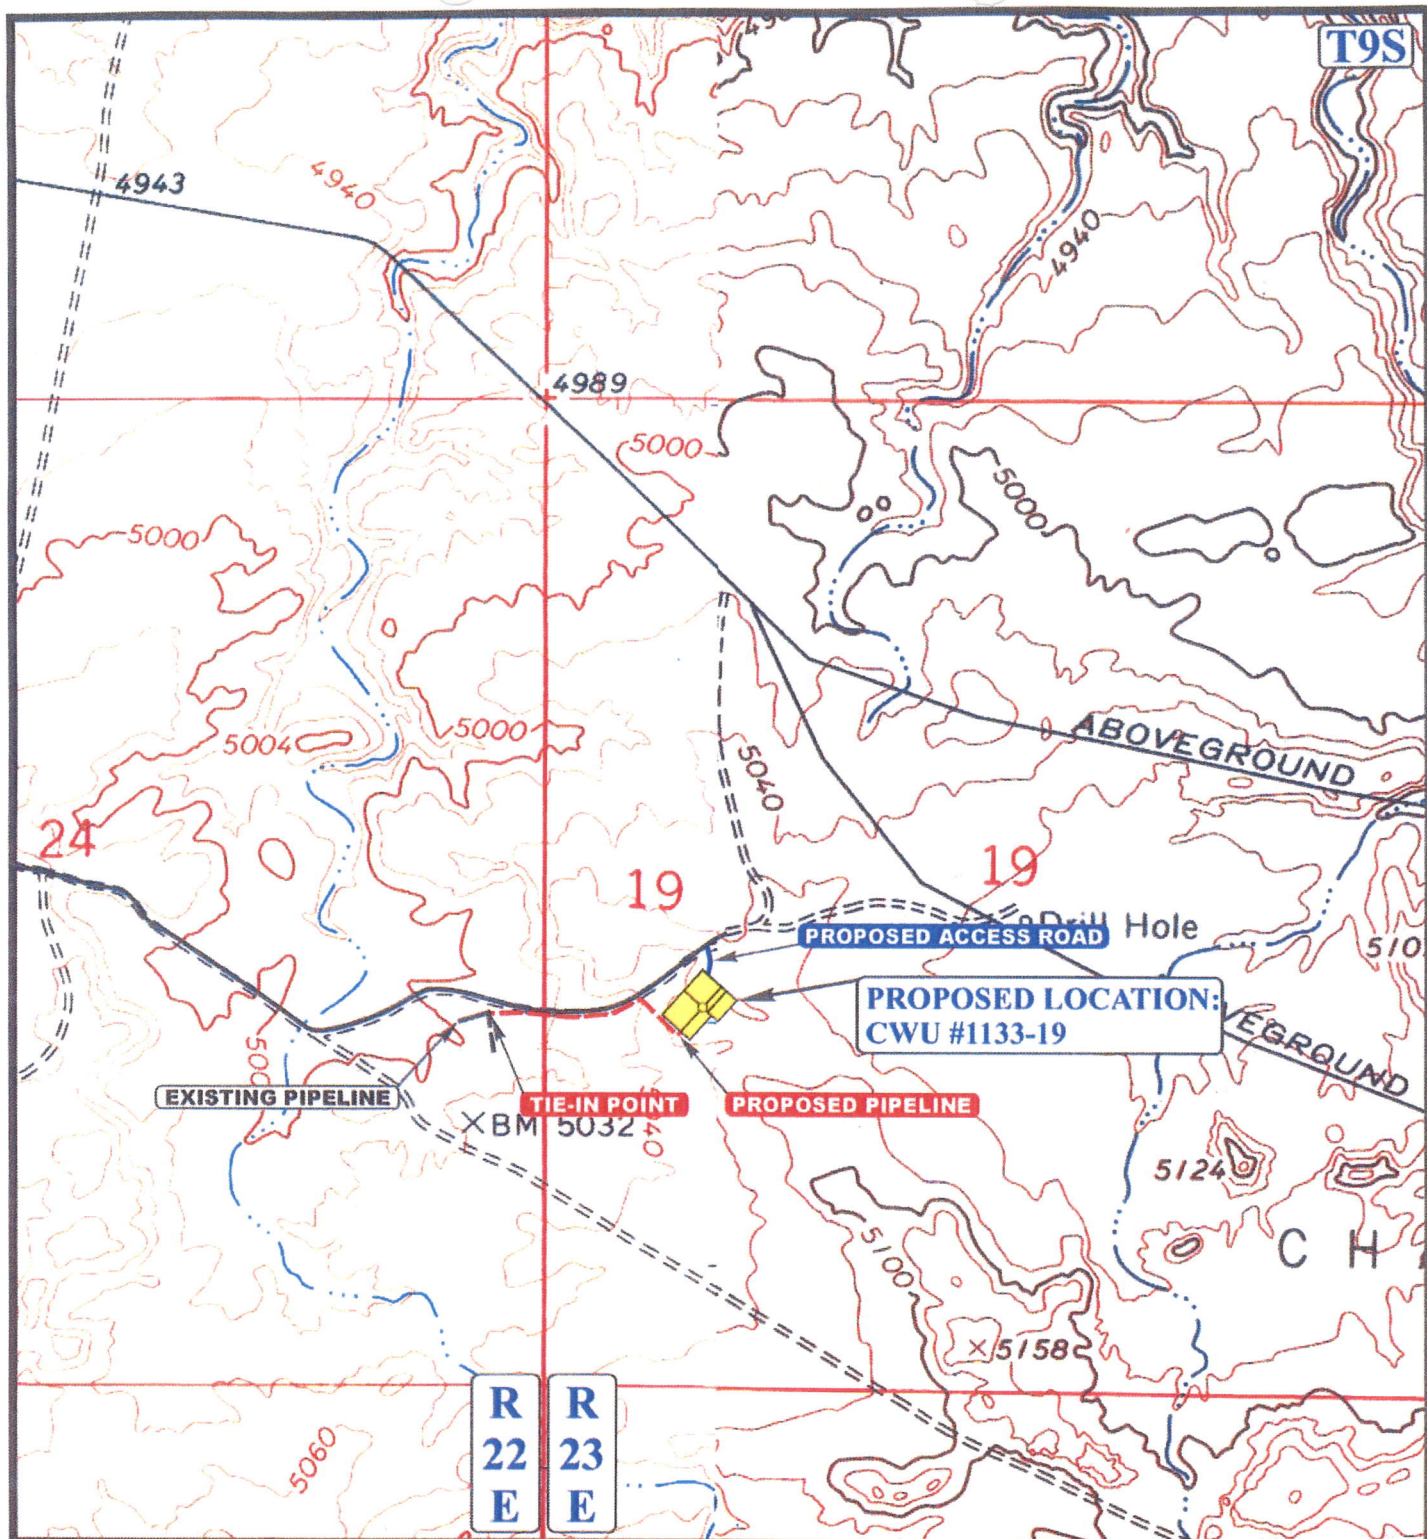 T9S
4943
4940
4940
4989
5000
5000
5000
5004
5000
5040
ABOVEGROUND
24
19
19
Drill Hole
PROPOSED ACCESS ROAD
510
PROPOSED LOCATION:
CWU #1133-19
EGROUND
500
EXISTING PIPELINE
TIE-IN POINT
PROPOSED PIPELINE
BM 5032
5124
5100
C H
5158
R
22
E
R
23
E
5060